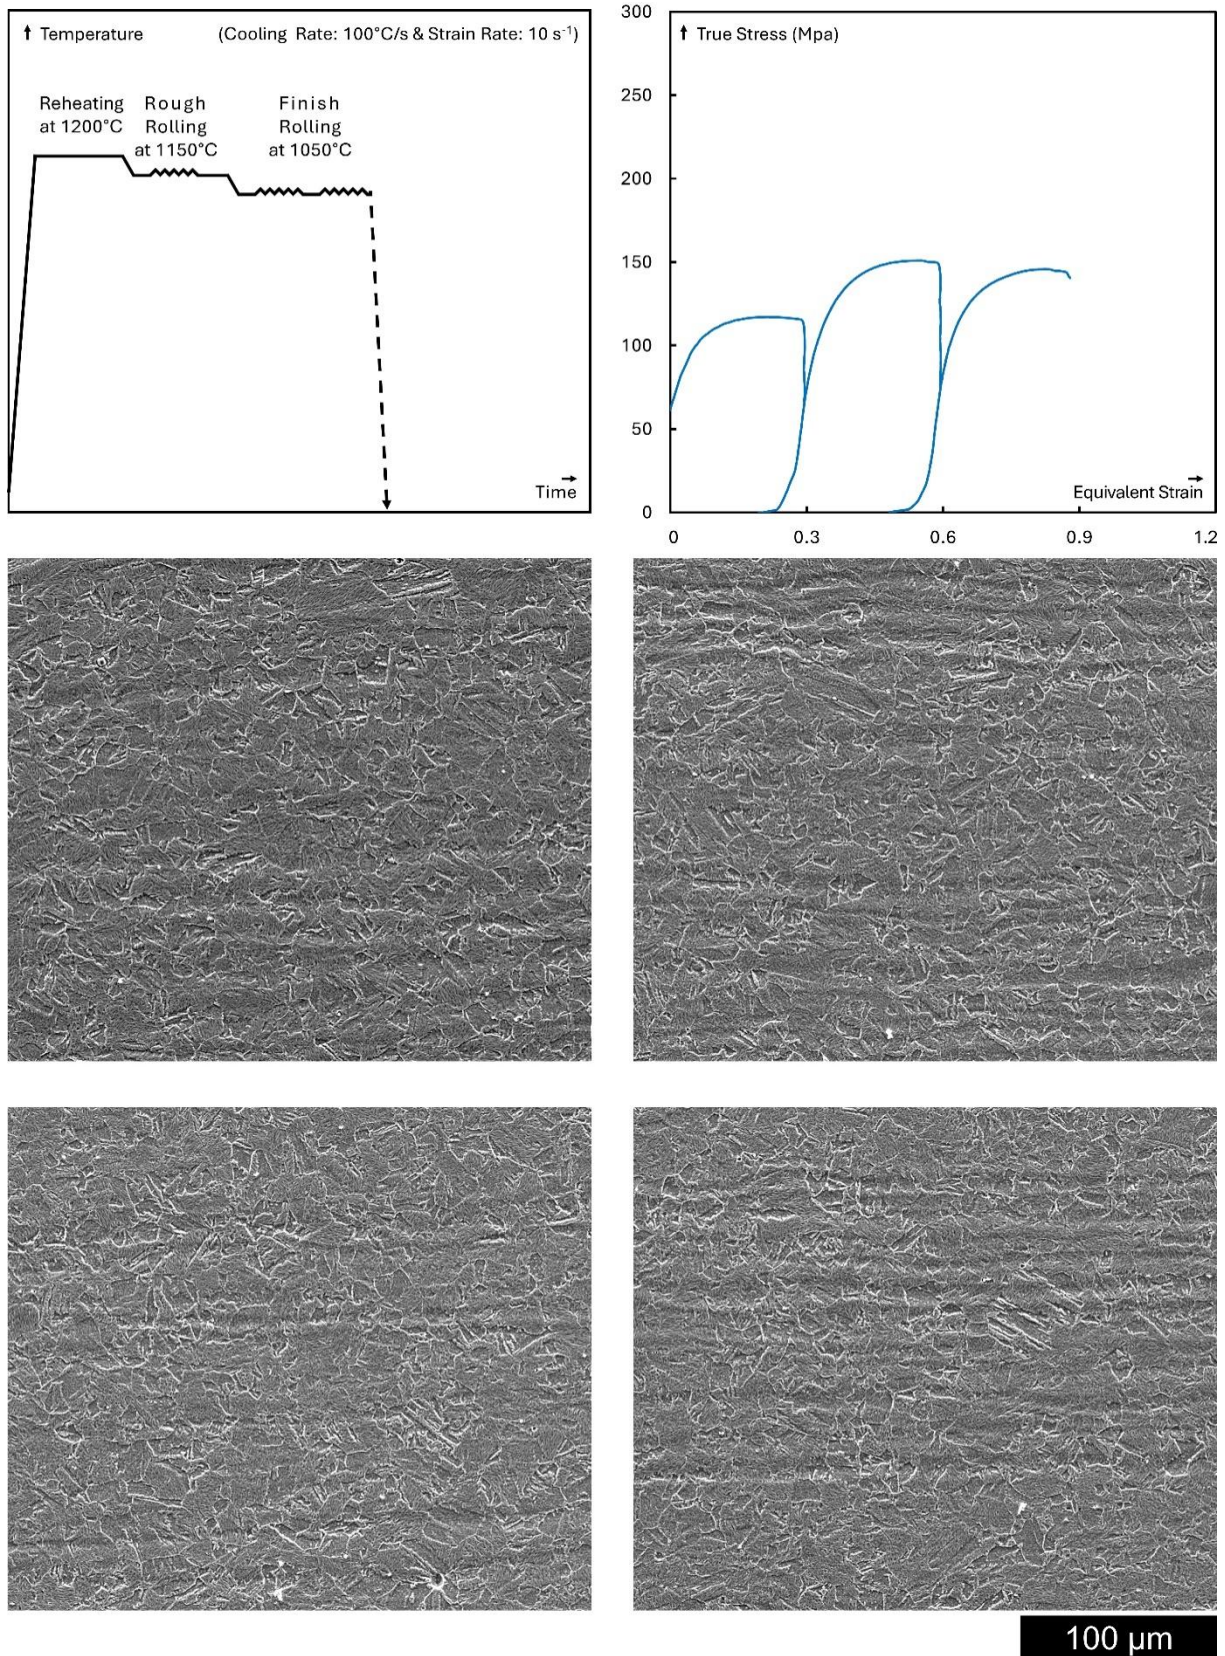 Temperature (Cooling Rate: 100°C/s & Strain Rate: 10 s⁻¹)
Reheating
at 1200°C
Rough
Rolling
at 1150°C
Finish
Rolling
at 1050°C
Time
300
True Stress (Mpa)
250
200
150
100
50
0
Equivalent Strain
0 0.3 0.6 0.9 1.2
100 µm